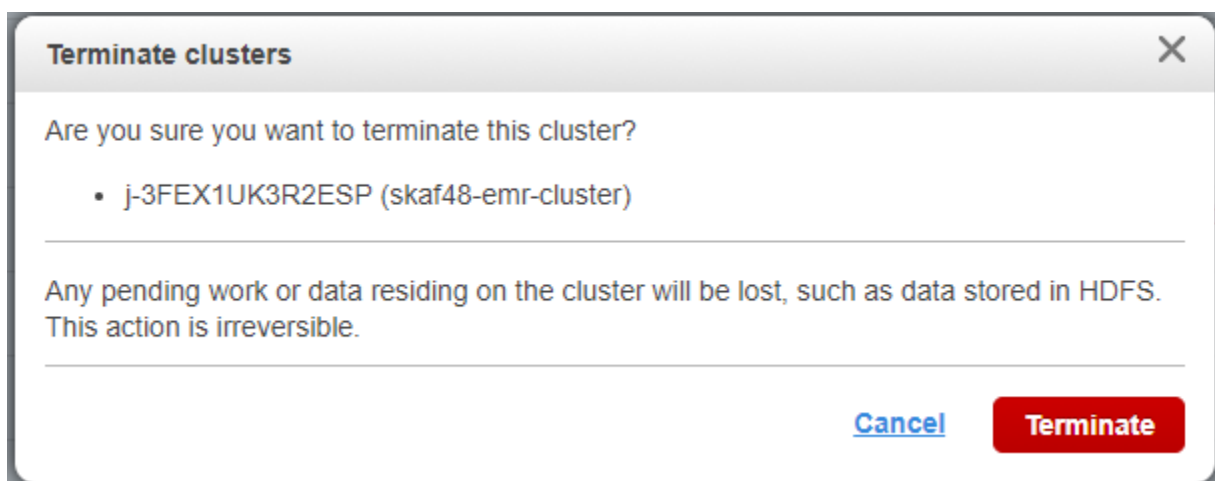 Terminate clusters
Are you sure you want to terminate this cluster?
• j-3FEX1UK3R2ESP (skaf48-emr-cluster)
Any pending work or data residing on the cluster will be lost, such as data stored in HDFS.
This action is irreversible.
Cancel Terminate